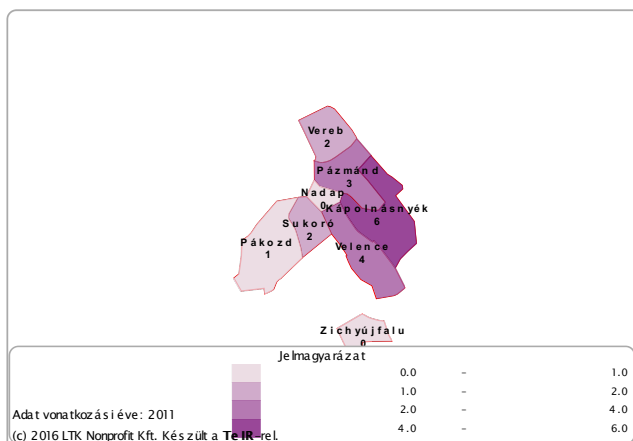 Vereb
2
Pázmánd
3
Nadap
0
Kápolnásnyék
6
Sukoró
2
Pákozd
1
Velence
4
Zichyújfalu
0
Jelmagyarázat
0.0 - 1.0
1.0 - 2.0
2.0 - 4.0
4.0 - 6.0
Adat vonatkozási éve: 2011
(c) 2016 LTK Nonprofit Kft. Készült a TeIR-rel.